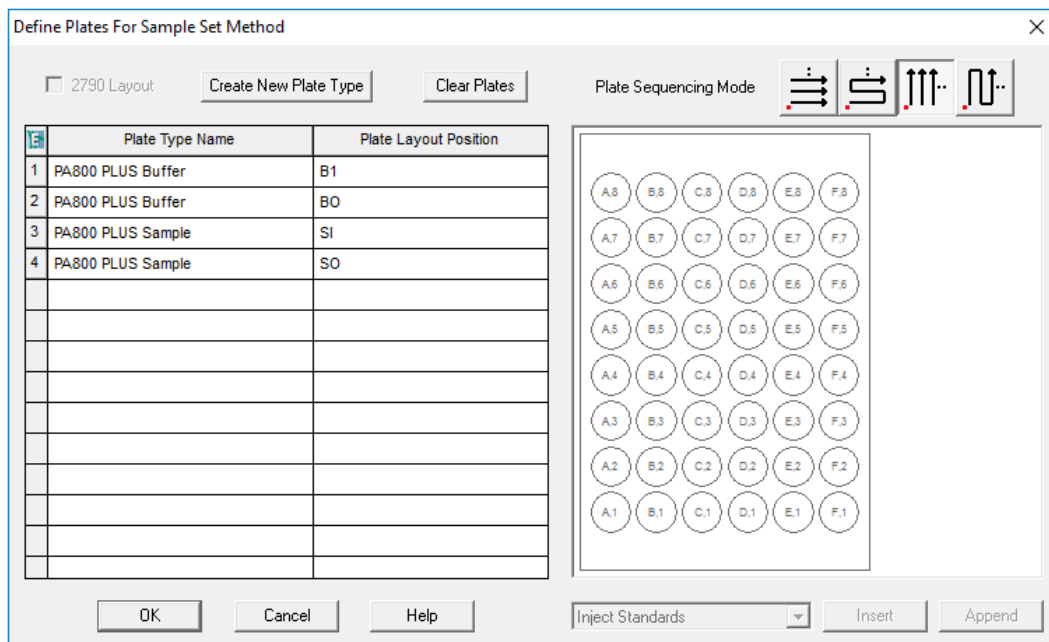 Define Plates For Sample Set Method
2790 Layout
Create New Plate Type
Clear Plates
Plate Sequencing Mode
Plate Type Name Plate Layout Position
1 PA800 PLUS Buffer B1
2 PA800 PLUS Buffer BO
3 PA800 PLUS Sample SI
4 PA800 PLUS Sample SO
A,8 B,8 C,8 D,8 E,8 F,8
A,7 B,7 C,7 D,7 E,7 F,7
A,6 B,6 C,6 D,6 E,6 F,6
A,5 B,5 C,5 D,5 E,5 F,5
A,4 B,4 C,4 D,4 E,4 F,4
A,3 B,3 C,3 D,3 E,3 F,3
A,2 B,2 C,2 D,2 E,2 F,2
A,1 B,1 C,1 D,1 E,1 F,1
OK Cancel Help
Inject Standards Insert Append